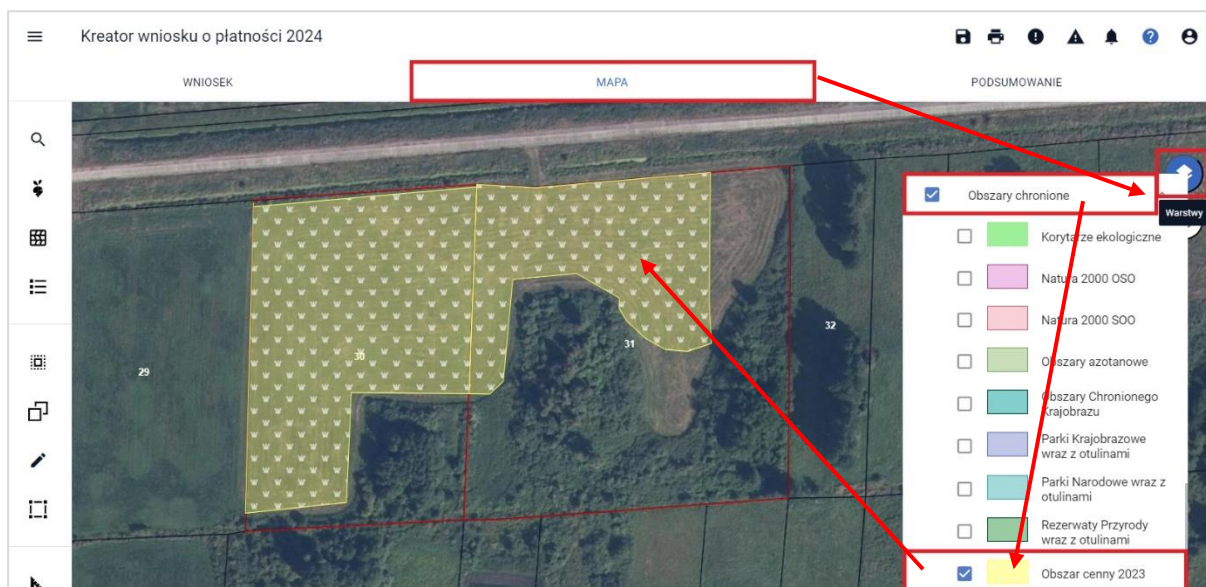 Kreator wniosku o płatności 2024
WNIOSEK
MAPA
PODSUMOWANIE
Obszary chronione
Warstwy
Korytarze ekologiczne
Natura 2000 OSO
Natura 2000 SOO
Obszary azotanowe
Obszary Chronionego
Krajobrazu
Parki Krajobrazowe
wraz z otulinami
Parki Narodowe wraz z
otulinami
Rezerwaty Przyrody
wraz z otulinami
Obszar cenny 2023
29
30
31
32